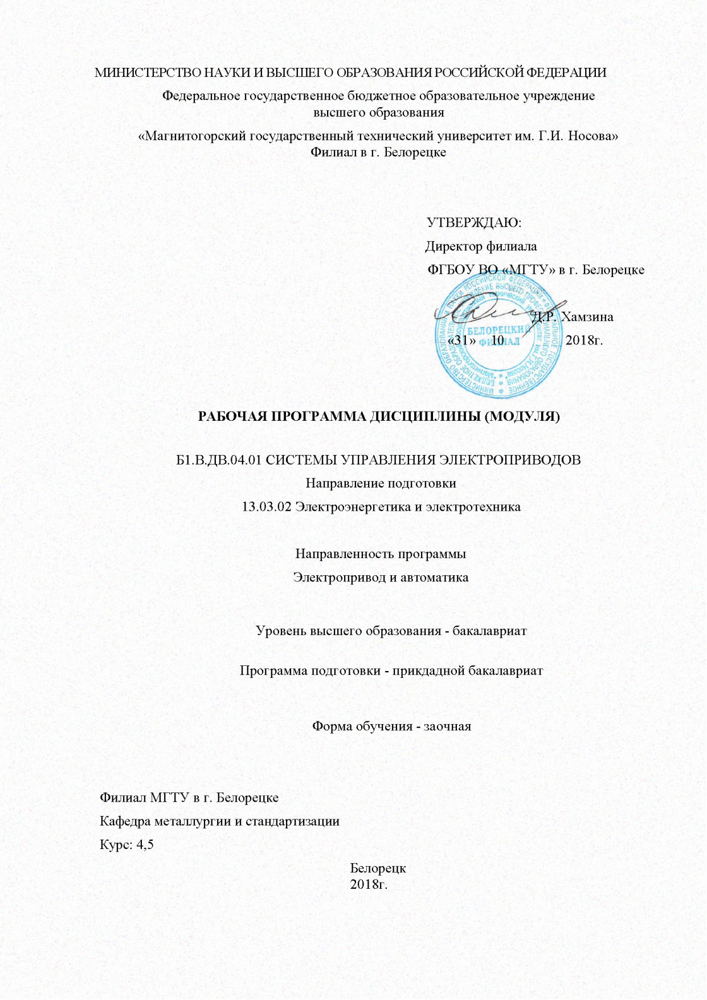 МИНИСТЕРСТВО НАУКИ И ВЫСШЕГО ОБРАЗОВАНИЯ РОССИЙСКОЙ ФЕДЕРАЦИИ
Федеральное государственное бюджетное образовательное учреждение
высшего образования
«Магнитогорский государственный технический университет им. Г.И. Носова»
Филиал в г. Белорецке
УТВЕРЖДАЮ:
Директор филиала
ФГБОУ ВО «МГТУ» в г. Белорецке
Д.Р. Хамзина
БЕЛОРЕЦКИЙ
ФИЛИАЛ
«31» 10 2018г.
РАБОЧАЯ ПРОГРАММА ДИСЦИПЛИНЫ (МОДУЛЯ)
Б1.В.ДВ.04.01 СИСТЕМЫ УПРАВЛЕНИЯ ЭЛЕКТРОПРИВОДОВ
Направление подготовки
13.03.02 Электроэнергетика и электротехника
Направленность программы
Электропривод и автоматика
Уровень высшего образования - бакалавриат
Программа подготовки - прикдадной бакалавриат
Форма обучения - заочная
Филиал МГТУ в г. Белорецке
Кафедра металлургии и стандартизации
Курс: 4,5
Белорецк
2018г.